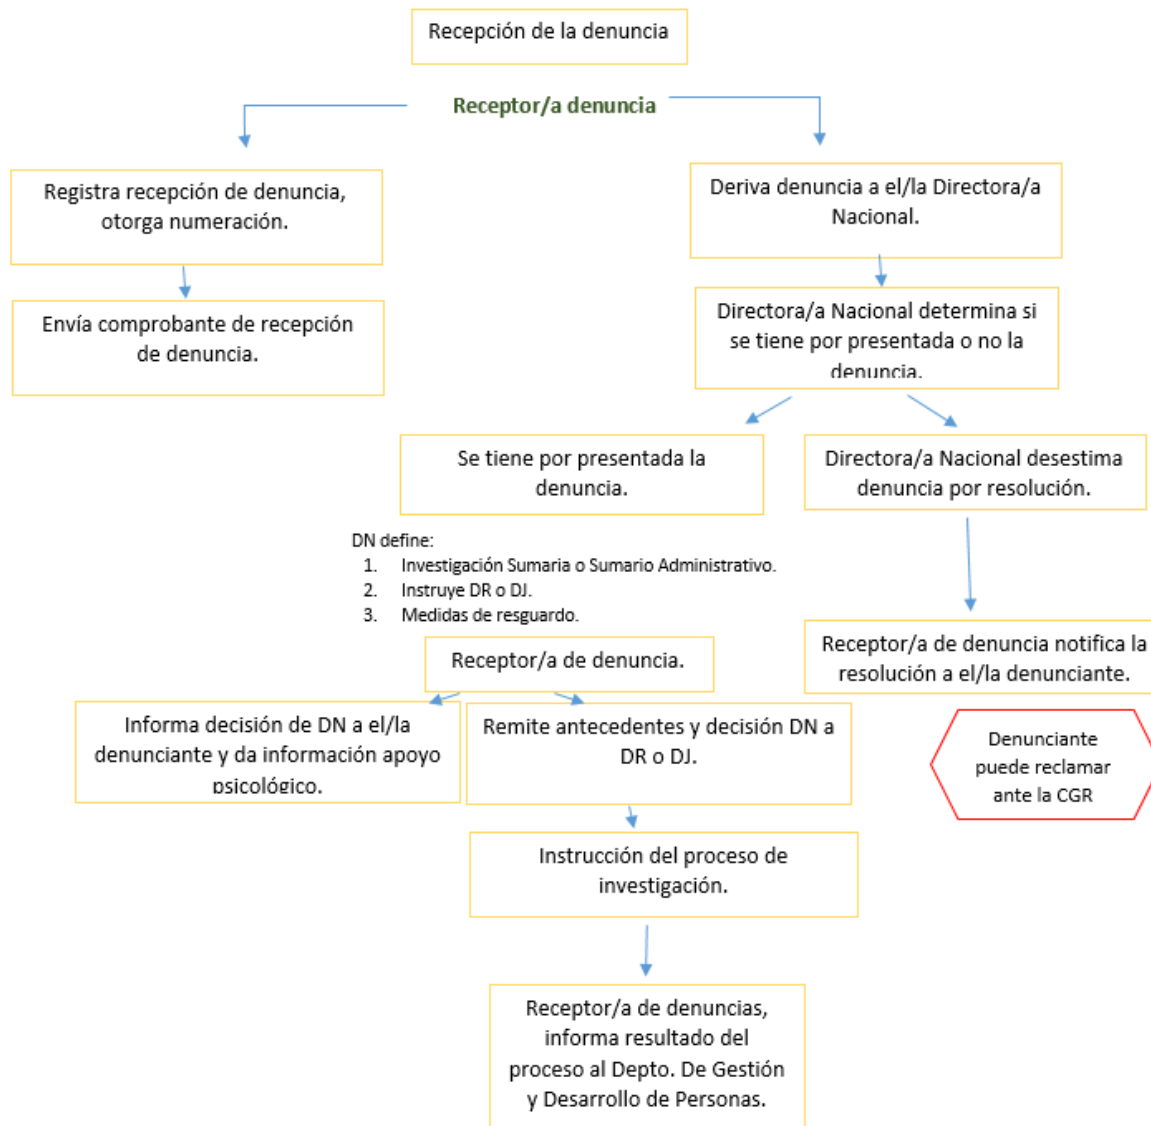 Recepción de la denuncia
Receptor/a denuncia
Registra recepción de denuncia,
otorga numeración.
Deriva denuncia a el/la Directora/a
Nacional.
Envía comprobante de recepción
de denuncia.
Directora/a Nacional determina si
se tiene por presentada o no la
denuncia.
Se tiene por presentada la
denuncia.
Directora/a Nacional desestima
denuncia por resolución.
DN define:
1. Investigación Sumaria o Sumario Administrativo.
2. Instruye DR o DJ.
3. Medidas de resguardo.
Receptor/a de denuncia.
Receptor/a de denuncia notifica la
resolución a el/la denunciante.
Informa decisión de DN a el/la
denunciante y da información apoyo
psicológico.
Remite antecedentes y decisión DN a
DR o DJ.
Denunciante
puede reclamar
ante la CGR
Instrucción del proceso de
investigación.
Receptor/a de denuncias,
informa resultado del
proceso al Depto. De Gestión
y Desarrollo de Personas.